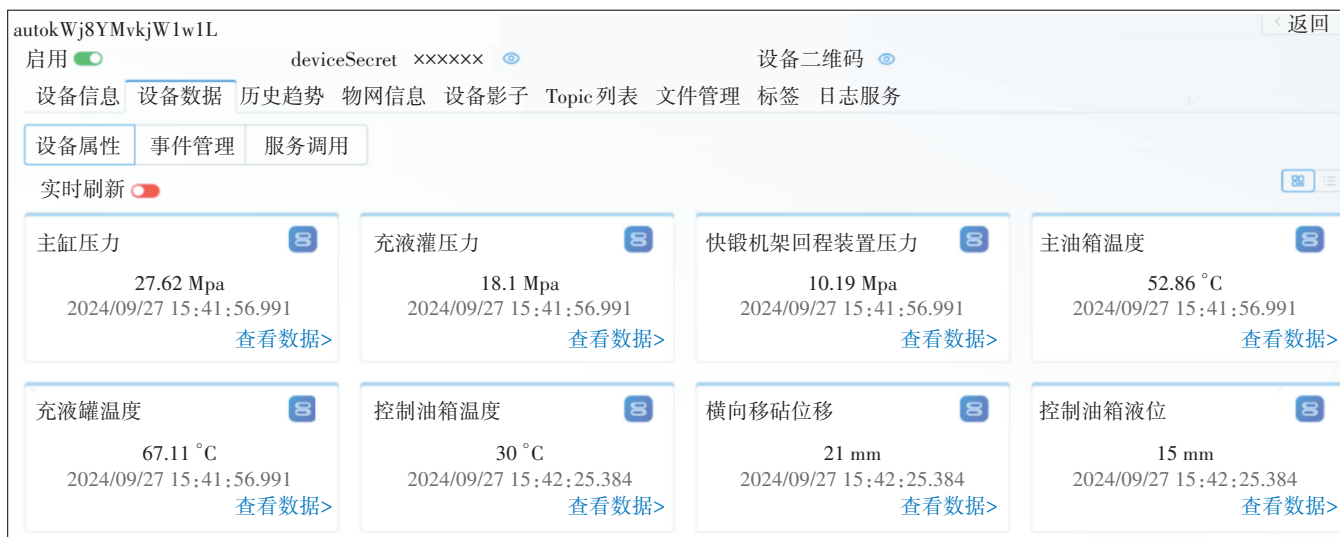 autokWj8YMvkjW1w1L
<返回
启用 deviceSecret ×××××× 设备二维码
设备信息 设备数据 历史趋势 物网信息 设备影子 Topic列表 文件管理 标签 日志服务
设备属性 事件管理 服务调用
实时刷新
主缸压力 充液灌压力 快锻机架回程装置压力 主油箱温度
27.62 Mpa 18.1 Mpa 10.19 Mpa 52.86 °C
2024/09/27 15:41:56.991 2024/09/27 15:41:56.991 2024/09/27 15:41:56.991 2024/09/27 15:41:56.991
查看数据> 查看数据> 查看数据> 查看数据>
充液罐温度 控制油箱温度 横向移砧位移 控制油箱液位
67.11 °C 30 °C 21 mm 15 mm
2024/09/27 15:41:56.991 2024/09/27 15:42:25.384 2024/09/27 15:42:25.384 2024/09/27 15:42:25.384
查看数据> 查看数据> 查看数据> 查看数据>